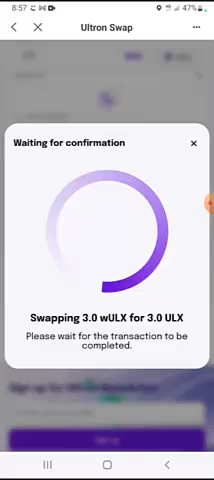 8:57
47%
Ultron Swap
Waiting for confirmation
Swapping 3.0 wULX for 3.0 ULX
Please wait for the transaction to be
completed.